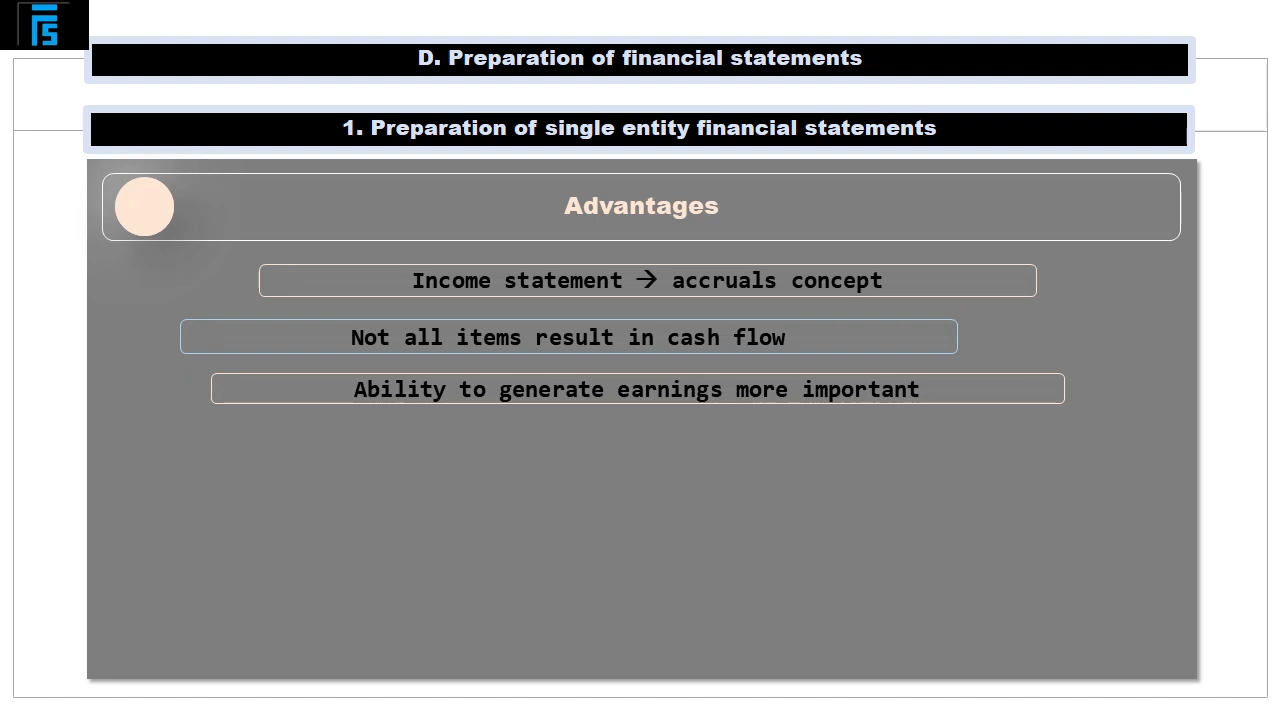 D. Preparation of financial statements
1. Preparation of single entity financial statements
Advantages
Income statement → accruals concept
Not all items result in cash flow
Ability to generate earnings more important